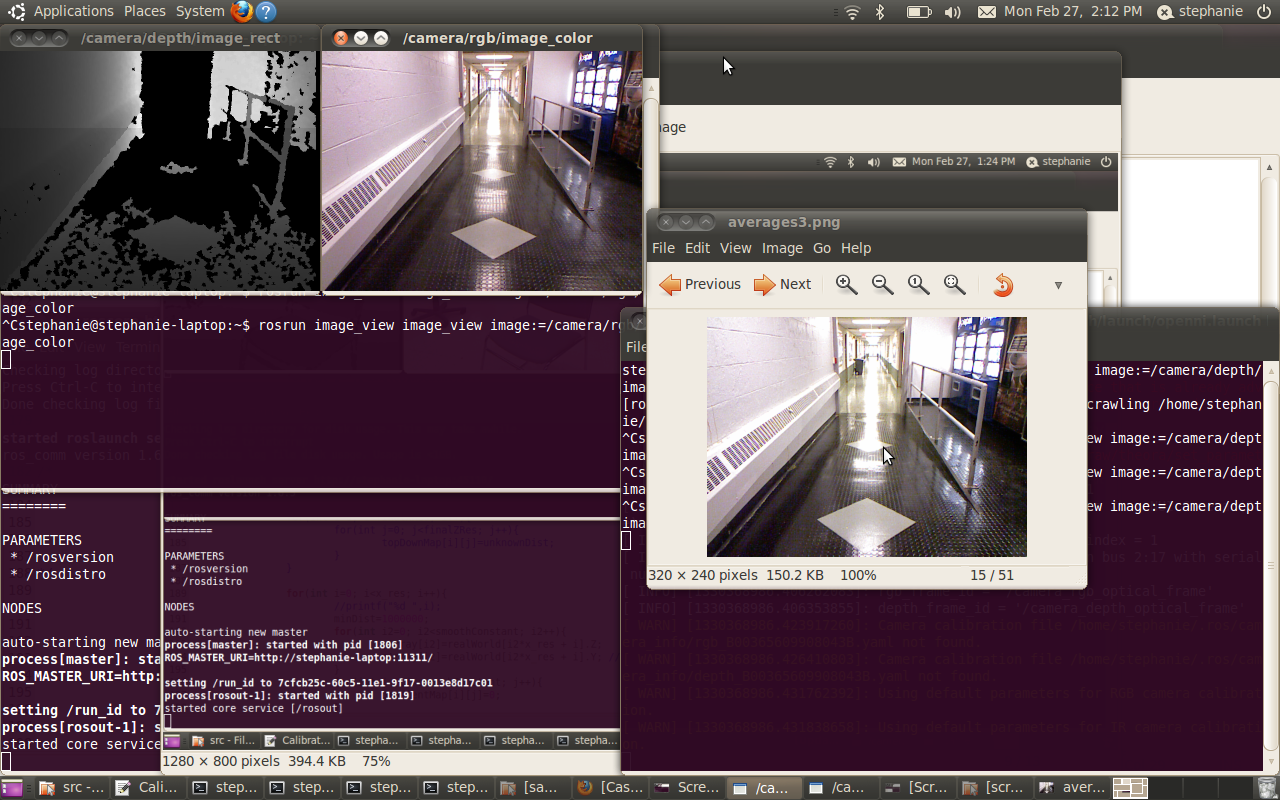 Applications Places System
Mon Feb 27, 2:12 PM stephanie
/camera/depth/image_rect
/camera/rgb/image_color
mage
Mon Feb 27, 1:24 PM stephanie
averages3.png
File Edit View Image Go Help
Previous Next
320 × 240 pixels 150.2 KB 100% 15 / 51
age_color
^Cstephanie@stephanie-laptop:~$ rosrun image_view image_view image:=/camera/rg
age_color
========
PARAMETERS
* /rosversion
* /rosdistro
NODES
auto-starting new ma
process[master]: sta
ROS_MASTER_URI=http:
setting /run_id to 7
process[rosout-1]: s
started core service
SUMMARY
========
PARAMETERS
* /rosversion
* /rosdistro
NODES
auto-starting new master
process[master]: started with pid [1806]
ROS_MASTER_URI=http://stephanie-laptop:11311/
setting /run_id to 7cfcb25c-60c5-11e1-9f17-0013e8d17c01
process[rosout-1]: started with pid [1819]
started core service [/rosout]
src - Fil... Calibrat... stepha... stepha... stepha... stepha...
1280 × 800 pixels 394.4 KB 75%
File
ste image:=/camera/depth/
ima
[ro crawling /home/stephan
ie/
^Cs ew image:=/camera/dept
ima
^Cs ew image:=/camera/dept
ima
^Cs ew image:=/camera/dept
ima
src -... Cali... step... step... step... step... [sa... [Cas... Scre... /ca... /ca... [Scr... [scr... aver...